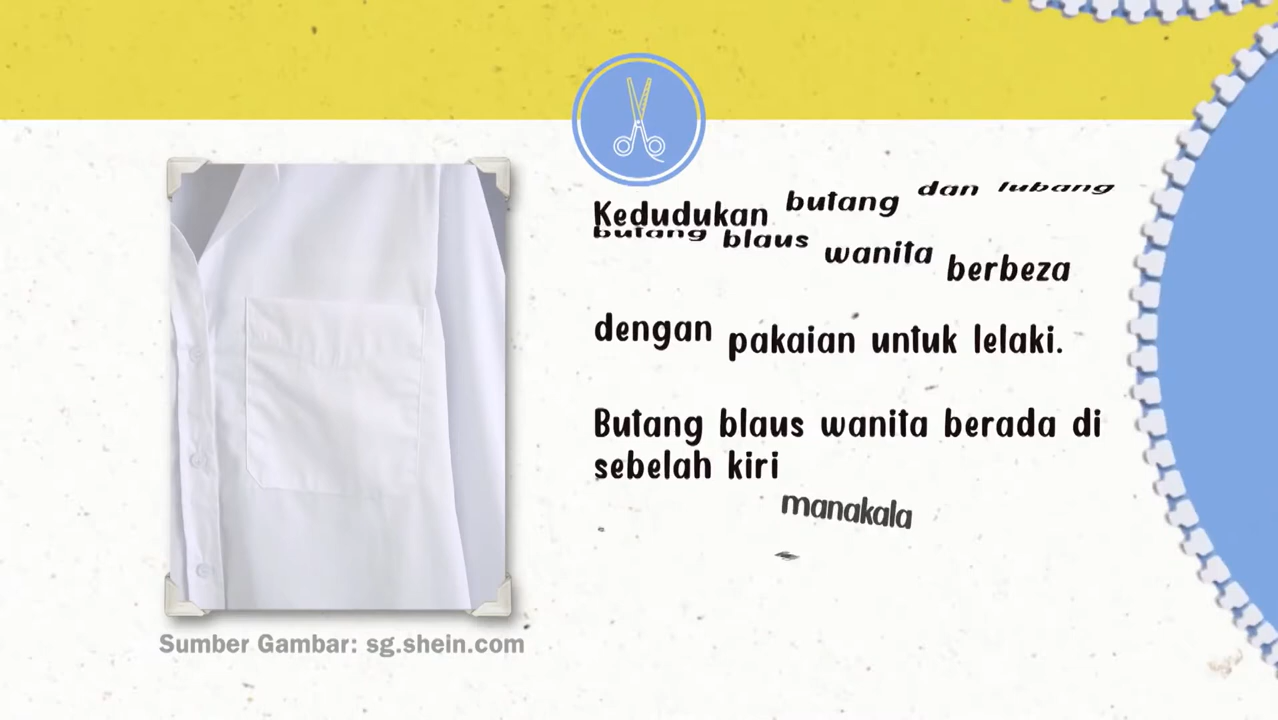 Kedudukan butang dan lubang
butang blaus wanita berbeza
dengan pakaian untuk lelaki.
Butang blaus wanita berada di
sebelah kiri
manakala
Sumber Gambar: sg.shein.com